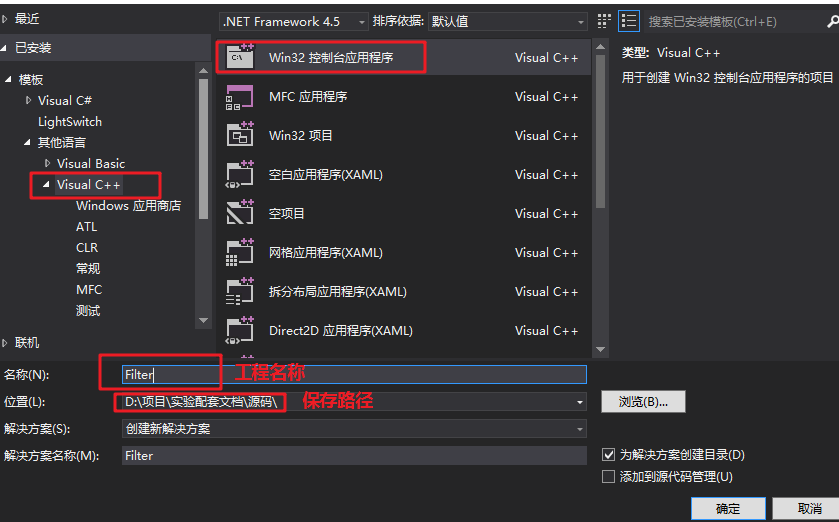 最近
.NET Framework 4.5
排序依据:
默认值
搜索已安装模板(Ctrl+E)
已安装
模板
Visual C#
LightSwitch
其他语言
Visual Basic
Visual C++
Windows 应用商店
ATL
CLR
常规
MFC
测试
联机
Win32 控制台应用程序 Visual C++
MFC 应用程序 Visual C++
Win32 项目 Visual C++
空白应用程序(XAML) Visual C++
空项目 Visual C++
网格应用程序(XAML) Visual C++
拆分布局应用程序(XAML) Visual C++
Direct2D 应用程序(XAML) Visual C++
类型: Visual C++
用于创建 Win32 控制台应用程序的项目
名称(N): Filter 工程名称
位置(L): D:\项目\实验配套文档\源码\ 保存路径
浏览(B)...
解决方案(S): 创建新解决方案
解决方案名称(M): Filter
为解决方案创建目录(D)
添加到源代码管理(U)
确定
取消